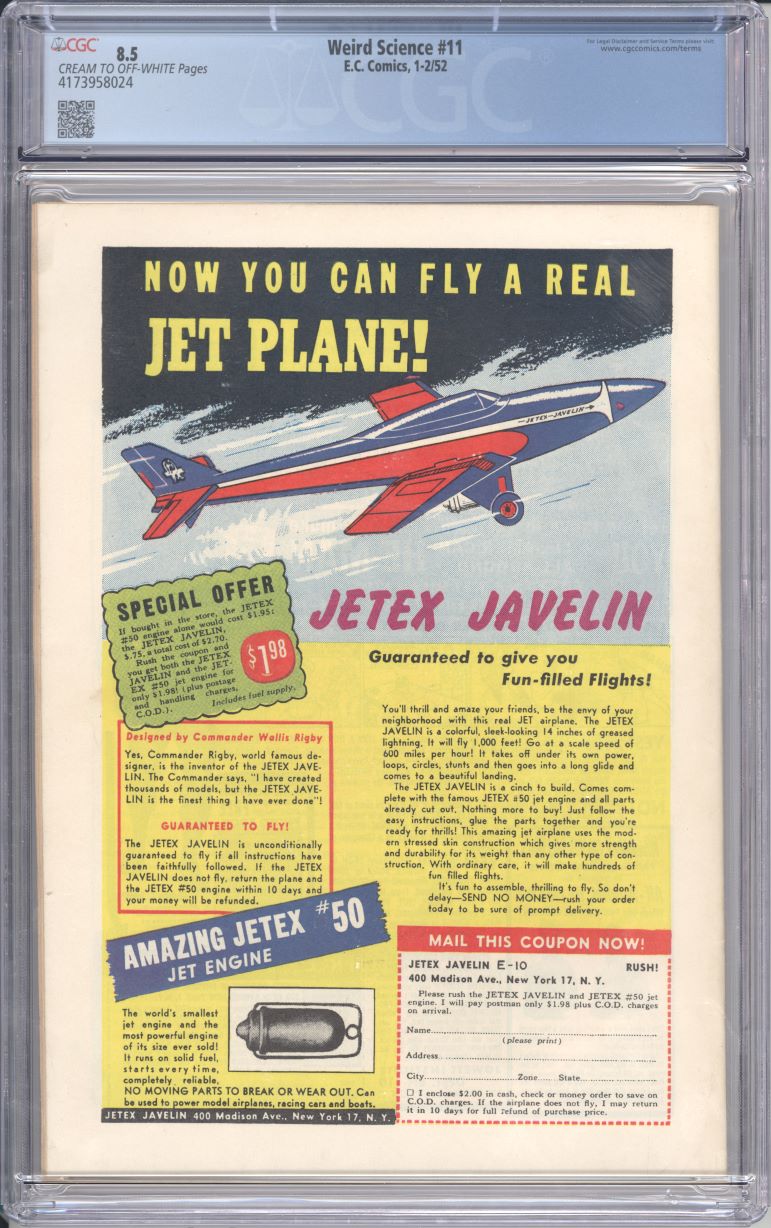 CGC
8.5
CREAM TO OFF-WHITE Pages
4173958024
Weird Science #11
E.C. Comics, 1-2/52
For Legal Disclaimer and Service Terms please visit:
www.cgccomics.com/terms
CGC
NOW YOU CAN FLY A REAL
JET PLANE!
JETEX-JAVELIN
SPECIAL OFFER
If bought in the store, the JETEX
#50 engine alone would cost $1.95;
the JETEX JAVELIN,
$.75, a total cost of $2.70.
Rush the coupon and
you get both the JETEX
JAVELIN and the JET-
EX #50 jet engine for
only $1.98! (plus postage
and handling charges,
C.O.D.).
Includes fuel supply.
$1.98
JETEX JAVELIN
Guaranteed to give you
Fun-filled Flights!
Designed by Commander Wallis Rigby
Yes, Commander Rigby, world famous de-
signer, is the inventor of the JETEX JAVE-
LIN. The Commander says, "I have created
thousands of models, but the JETEX JAVE-
LIN is the finest thing I have ever done"!
GUARANTEED TO FLY!
The JETEX JAVELIN is unconditionally
guaranteed to fly if all instructions have
been faithfully followed. If the JETEX
JAVELIN does not fly, return the plane and
the JETEX #50 engine within 10 days and
your money will be refunded.
You'll thrill and amaze your friends, be the envy of your
neighborhood with this real JET airplane. The JETEX
JAVELIN is a colorful, sleek-looking 14 inches of greased
lightning. It will fly 1,000 feet! Go at a scale speed of
600 miles per hour! It takes off under its own power,
loops, circles, stunts and then goes into a long glide and
comes to a beautiful landing.
The JETEX JAVELIN is a cinch to build. Comes com-
plete with the famous JETEX #50 jet engine and all parts
already cut out. Nothing more to buy! Just follow the
easy instructions, glue the parts together and you're
ready for thrills! This amazing jet airplane uses the mod-
ern stressed skin construction which gives more strength
and durability for its weight than any other type of con-
struction. With ordinary care, it will make hundreds of
fun filled flights.
It's fun to assemble, thrilling to fly. So don't
delay—SEND NO MONEY—rush your order
today to be sure of prompt delivery.
AMAZING JETEX #50
JET ENGINE
The world's smallest
jet engine and the
most powerful engine
of its size ever sold!
It runs on solid fuel,
starts every time,
completely reliable.
NO MOVING PARTS TO BREAK OR WEAR OUT. Can
be used to power model airplanes, racing cars and boats.
JETEX JAVELIN 400 Madison Ave., New York 17, N. Y.
MAIL THIS COUPON NOW!
JETEX JAVELIN E-10 RUSH!
400 Madison Ave., New York 17, N. Y.
Please rush the JETEX JAVELIN and JETEX #50 jet
engine. I will pay postman only $1.98 plus C.O.D. charges
on arrival.
Name
(please print)
Address
City Zone State
☐ I enclose $2.00 in cash, check or money order to save on
C.O.D. charges. If the airplane does not fly, I may return
it in 10 days for full refund of purchase price.